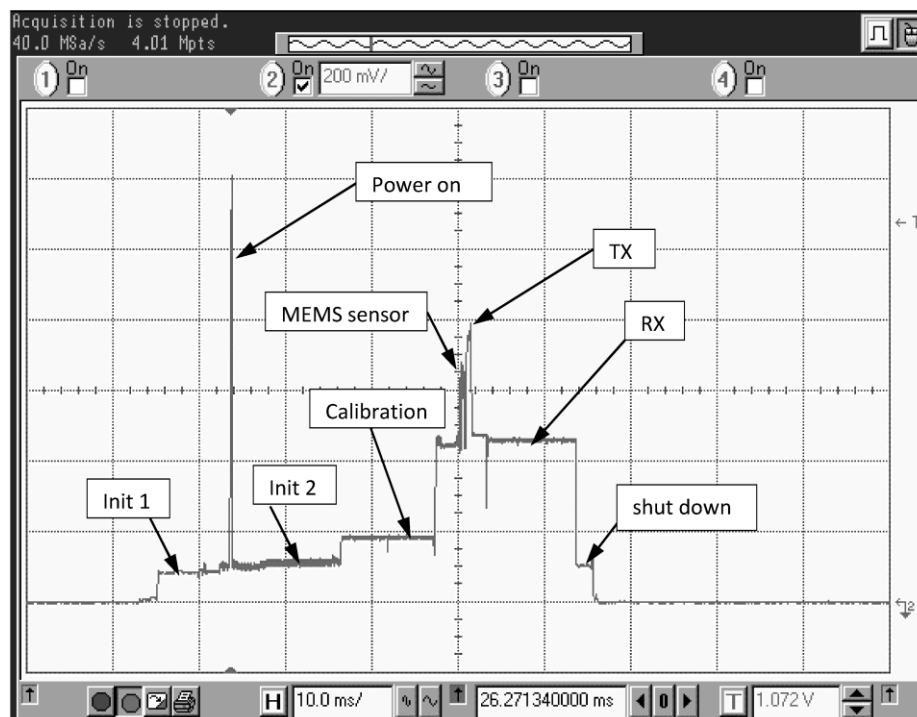 Acquisition is stopped.
40.0 MSa/s 4.01 Mpts
1 On 2 On 200 mV/ 3 On 4 On
Power on
T
TX
MEMS sensor
RX
Calibration
Init 1
Init 2
shut down
2
H 10.0 ms/ 26.271340000 ms 0 T 1.072 V